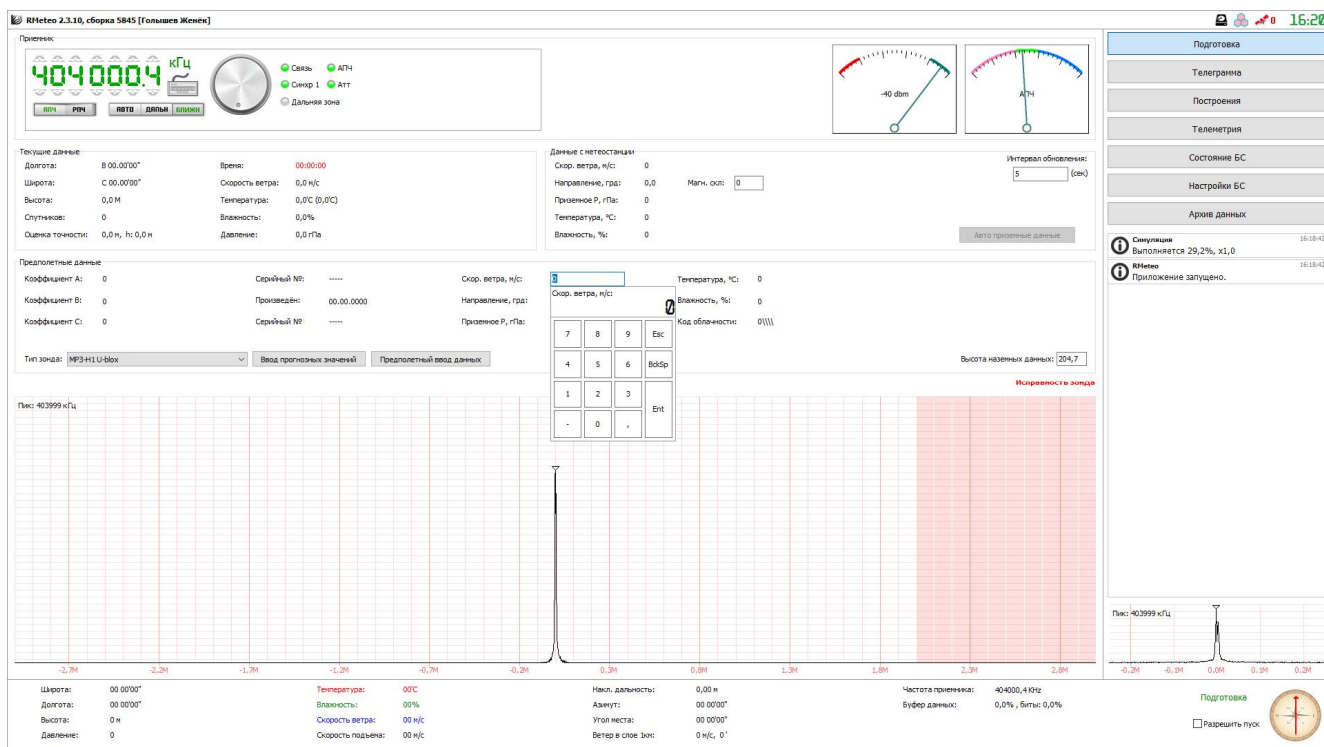 RMeteo 2.3.10, сборка 5845 [Голышев Женёк]
0 16:20
Приемник
404000.4 кГц
АПЧ РПЧ АВТО ДАЛЬН БЛИЖН
Связь АПЧ
Синхр 1 Атт
Дальняя зона
-40 dbm
АПЧ
Подготовка
Телеграмма
Построения
Телеметрия
Состояние БС
Настройки БС
Архив данных
Текущие данные
Долгота: В 00.00'00" Время: 00:00:00
Широта: С 00.00'00" Скорость ветра: 0,0 м/с
Высота: 0,0 М Температура: 0,0'С (0,0'С)
Спутников: 0 Влажность: 0,0%
Оценка точности: 0,0 м, h: 0,0 м Давление: 0,0 гПа
Данные с метеостанции
Скор. ветра, м/с: 0
Направление, грд: 0,0 Магн. скл: 0
Приземное Р, гПа: 0
Температура, °С: 0
Влажность, %: 0
Интервал обновления:
5 (сек)
Авто приземные данные
Симуляция 16:18:42
Выполняется 29,2%, x1,0
RMeteo 16:18:42
Приложение запущено.
Предполетные данные
Коэффициент А: 0 Серийный №: ----- Скор. ветра, м/с: 0 Температура, °С: 0
Коэффициент В: 0 Произведён: 00.00.0000 Направление, грд: Влажность, %: 0
Коэффициент С: 0 Серийный №: ----- Приземное Р, гПа: Код облачности: 0\\\\
Скор. ветра, м/с:
0
7 8 9 Esc
4 5 6 BckSp
1 2 3 Ent
- 0 ,
Тип зонда: МРЗ-Н1 U-blox Ввод прогнозных значений Предполетный ввод данных Высота наземных данных: 204,7
Исправность зонда
Пик: 403999 кГц
-2,7M -2,2M -1,7M -1,2M -0,7M -0,2M 0,3M 0,8M 1,3M 1,8M 2,3M 2,8M
Пик: 403999 кГц
-0,2M -0,1M 0,0M 0,1M 0,2M
Широта: 00 00'00" Температура: 00'С Накл. дальность: 0,00 м Частота приемника: 404000,4 KHz
Долгота: 00 00'00" Влажность: 00% Азимут: 00 00'00" Буфер данных: 0,0% , биты: 0,0%
Высота: 0 м Скорость ветра: 00 м/с Угол места: 00 00'00"
Давление: 0 Скорость подъема: 00 м/с Ветер в слое 1км: 0 м/с, 0 '
Подготовка
Разрешить пуск